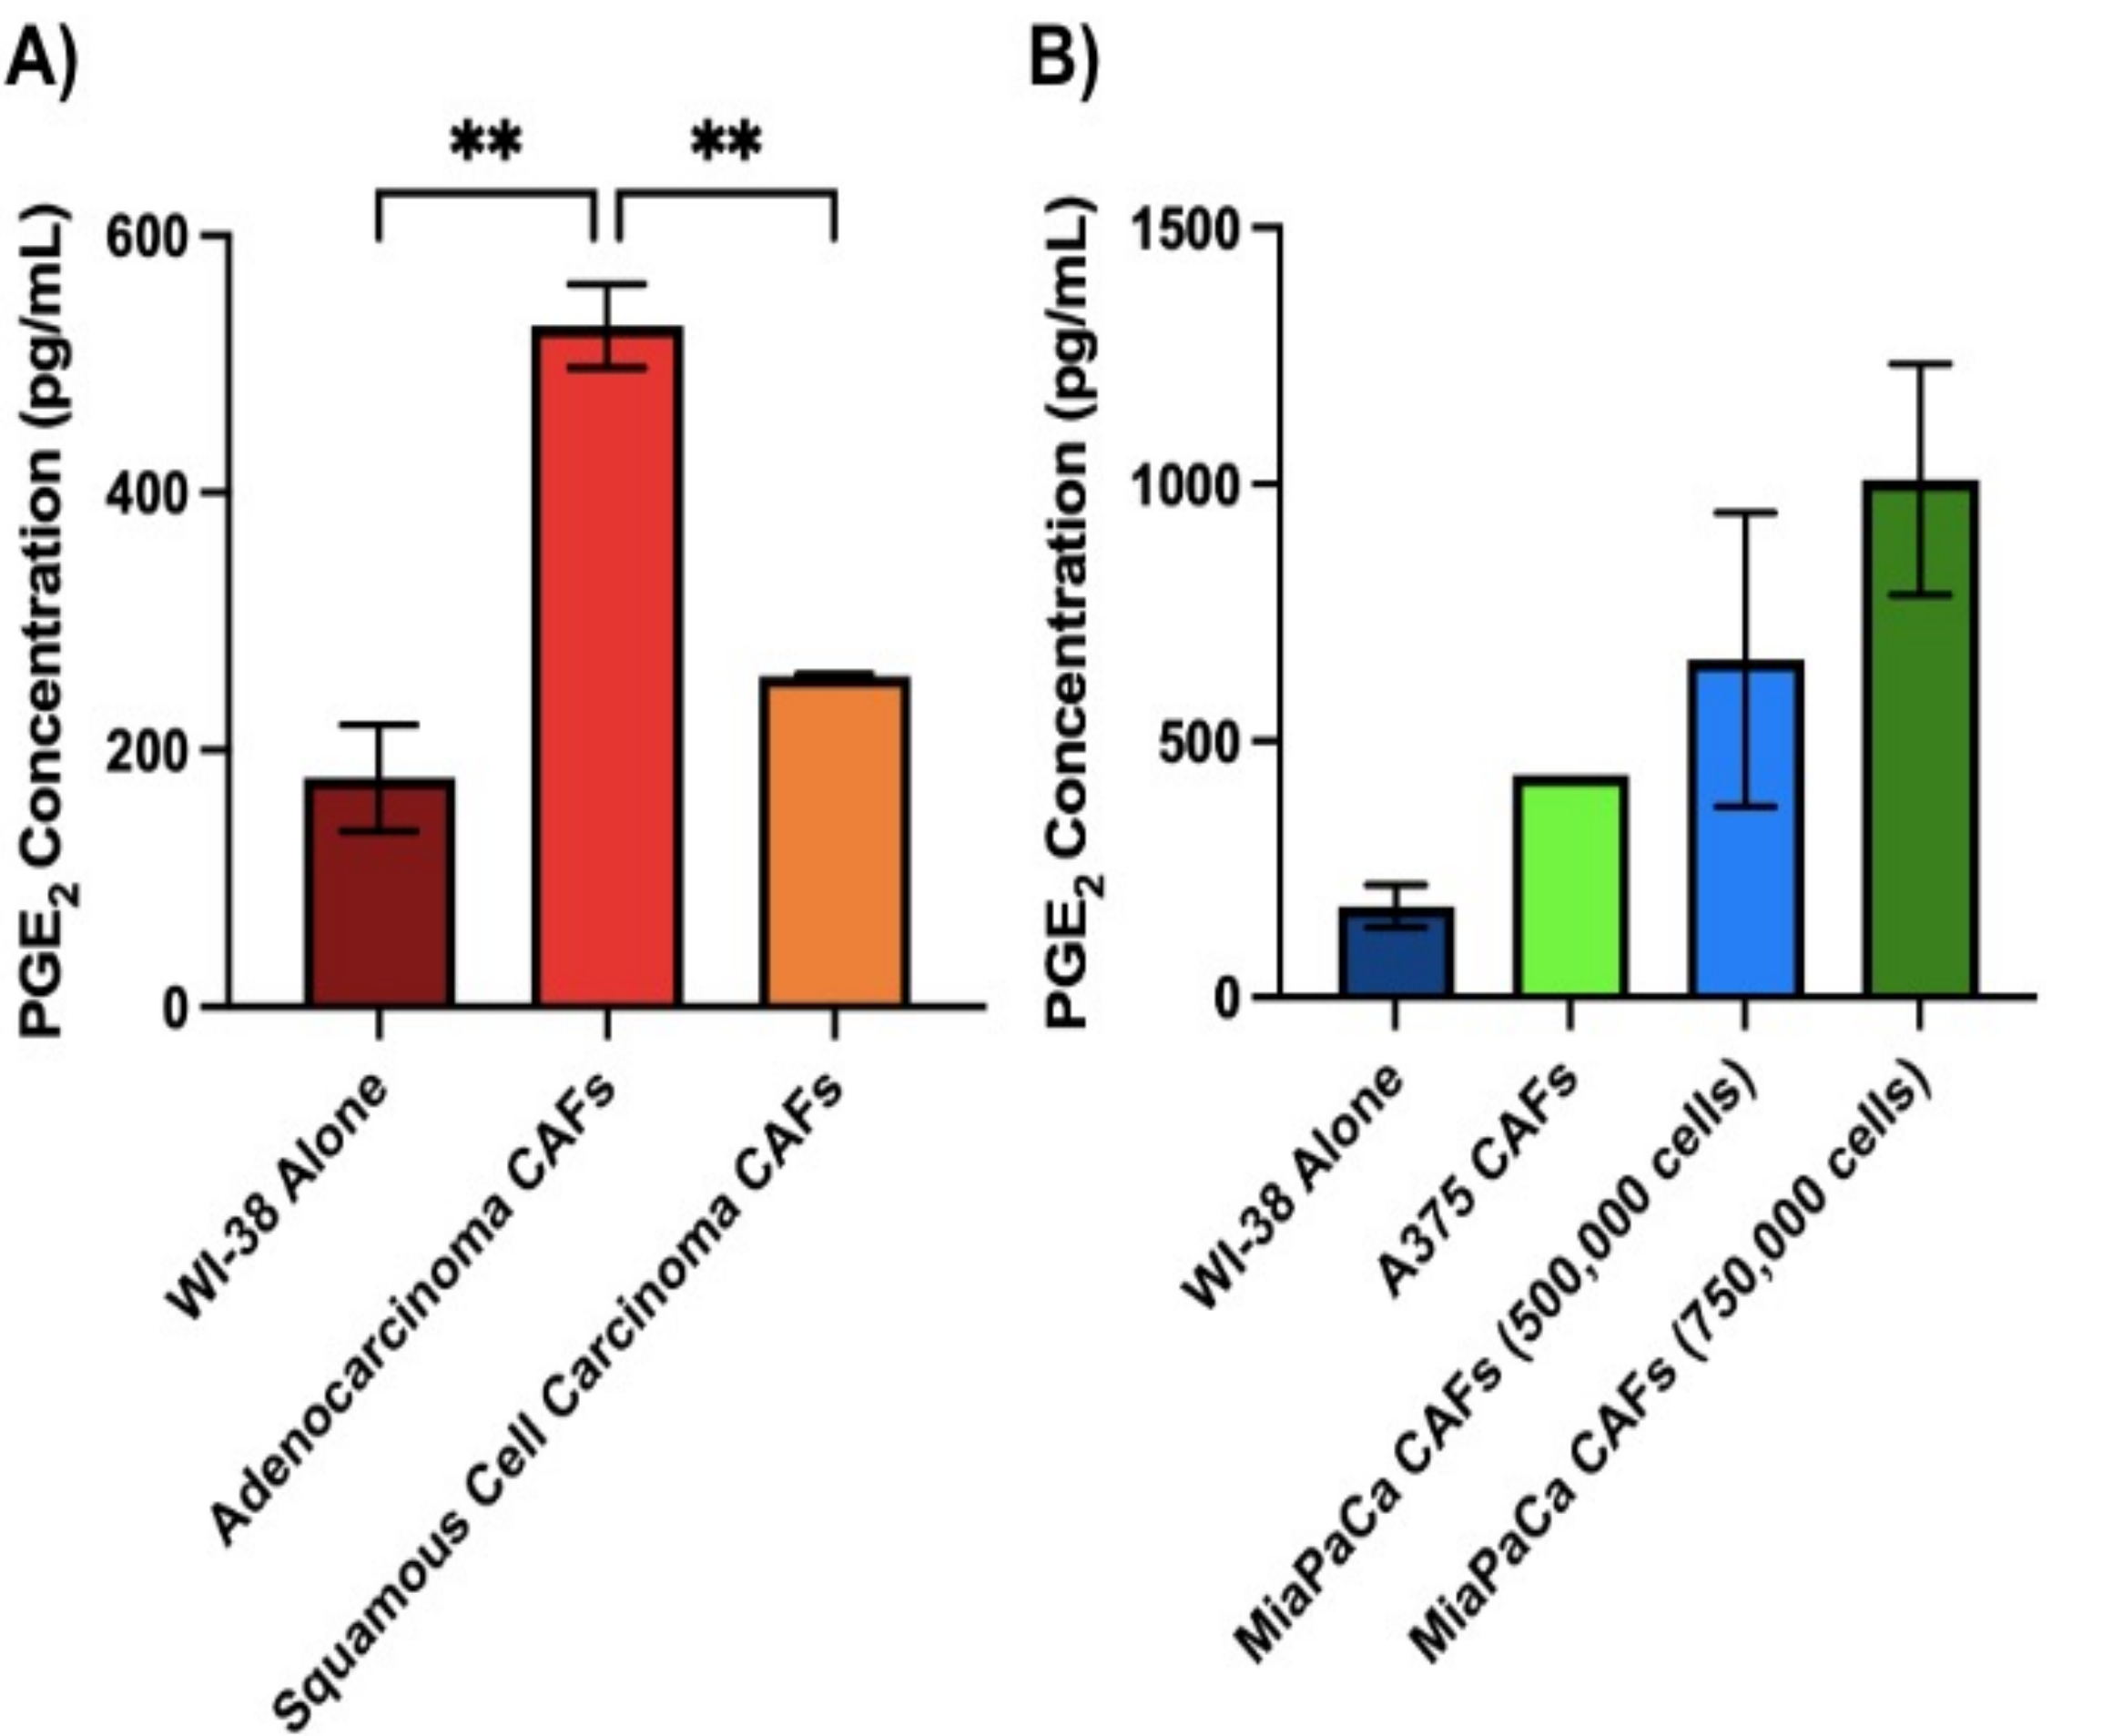 A)
**
**
PGE2 Concentration (pg/mL)
600
400
200
0
WI-38 Alone
Adenocarcinoma CAFs
Squamous Cell Carcinoma CAFs
B)
PGE2 Concentration (pg/mL)
1500
1000
500
0
WI-38 Alone
A375 CAFs
MiaPaCa CAFs (500,000 cells)
MiaPaCa CAFs (750,000 cells)